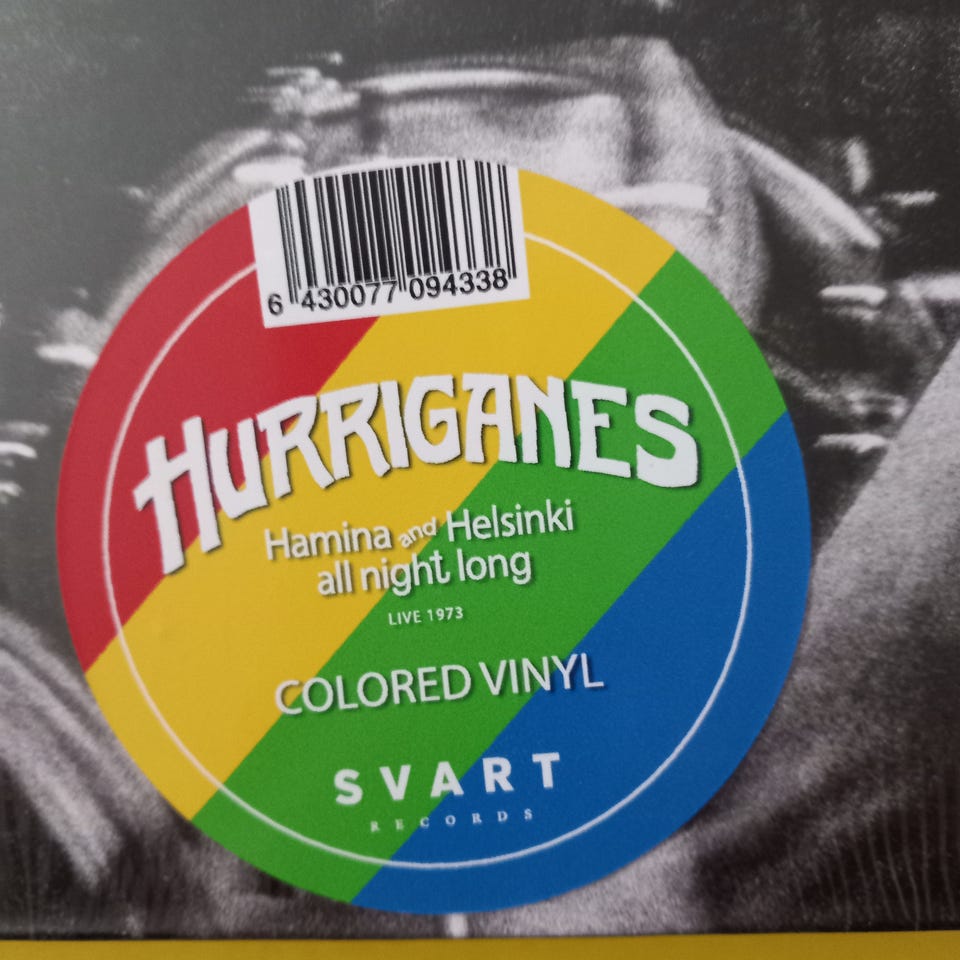 6 430077 094338
HURRIGANES
Hamina and Helsinki
all night long
LIVE 1973
COLORED VINYL
SVART
RECORDS